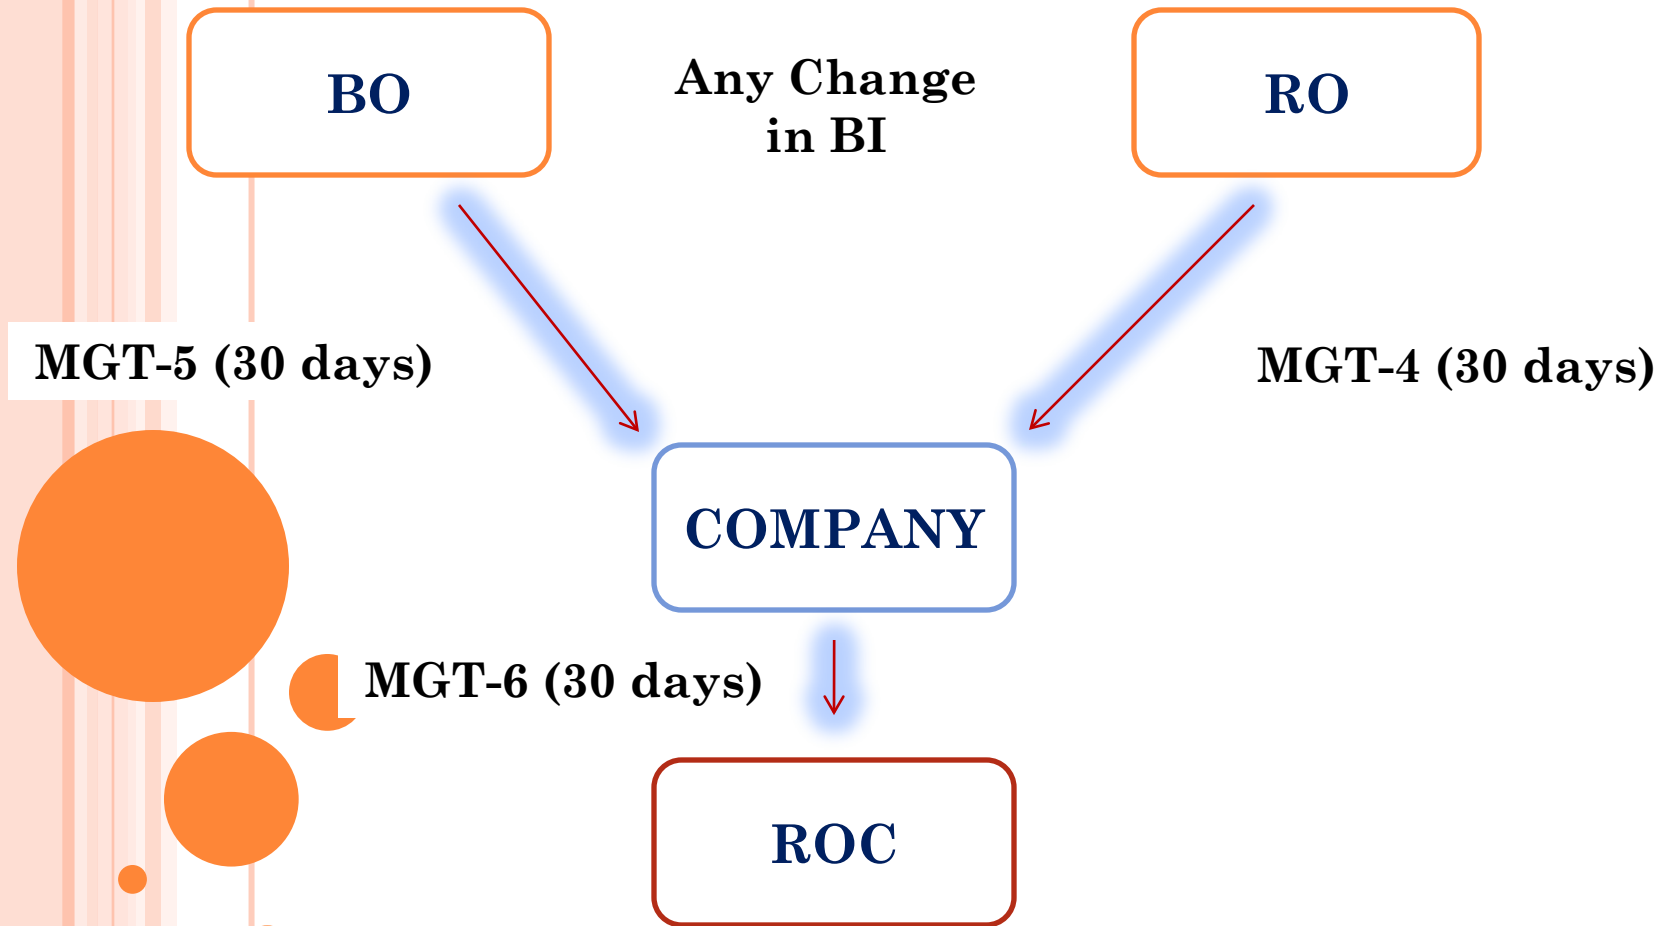 BO
Any Change
in BI
RO
MGT-5 (30 days)
MGT-4 (30 days)
COMPANY
MGT-6 (30 days)
ROC